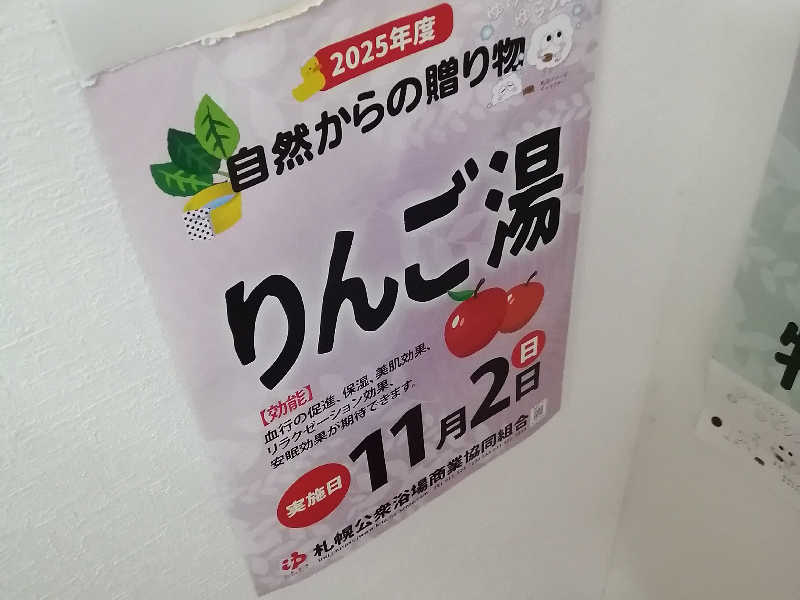 2025年度
自然からの贈り物
りんご湯
【効能】
血行の促進、保湿、美肌効果、
リラクゼーション効果、
安眠効果が期待できます。
実施日
11月2日
日
札幌公衆浴場商業協同組合